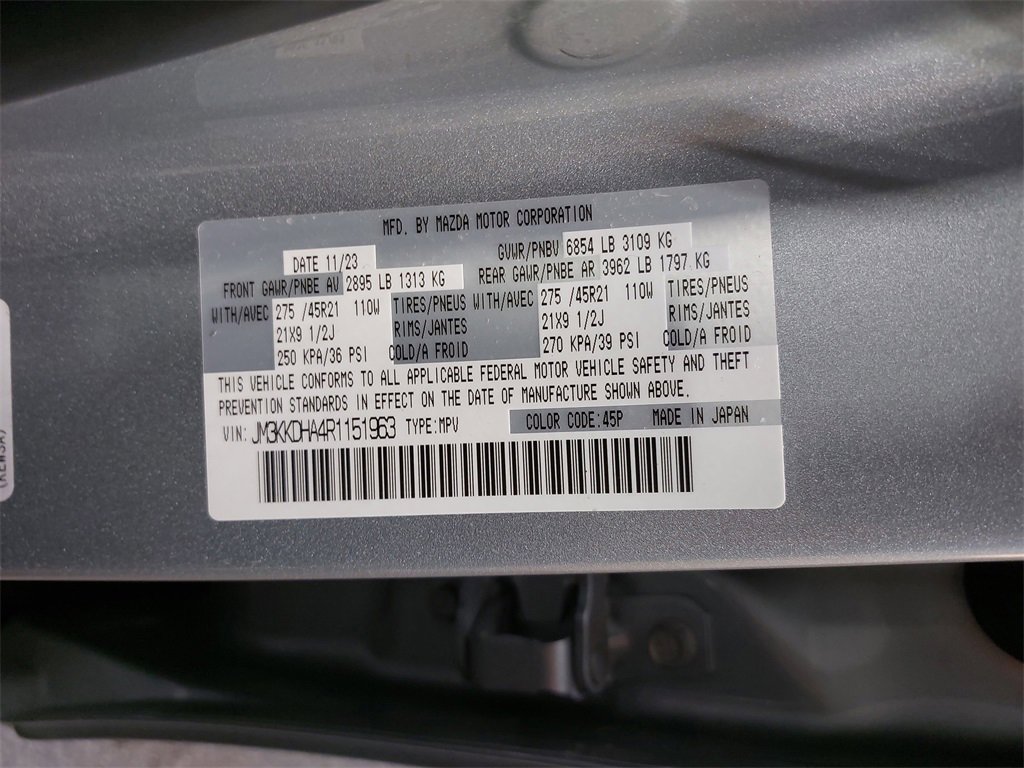 MFD. BY MAZDA MOTOR CORPORATION
DATE 11/23 GVWR/PNBV 6854 LB 3109 KG
FRONT GAWR/PNBE AV 2895 LB 1313 KG REAR GAWR/PNBE AR 3962 LB 1797 KG
WITH/AVEC 275 /45R21 110W TIRES/PNEUS WITH/AVEC 275 /45R21 110W TIRES/PNEUS
21X9 1/2J RIMS/JANTES 21X9 1/2J RIMS/JANTES
250 KPA/36 PSI COLD/A FROID 270 KPA/39 PSI COLD/A FROID
THIS VEHICLE CONFORMS TO ALL APPLICABLE FEDERAL MOTOR VEHICLE SAFETY AND THEFT
PREVENTION STANDARDS IN EFFECT ON THE DATE OF MANUFACTURE SHOWN ABOVE.
VIN: JM3KKDHA4R1151963 TYPE:MPV COLOR CODE:45P MADE IN JAPAN